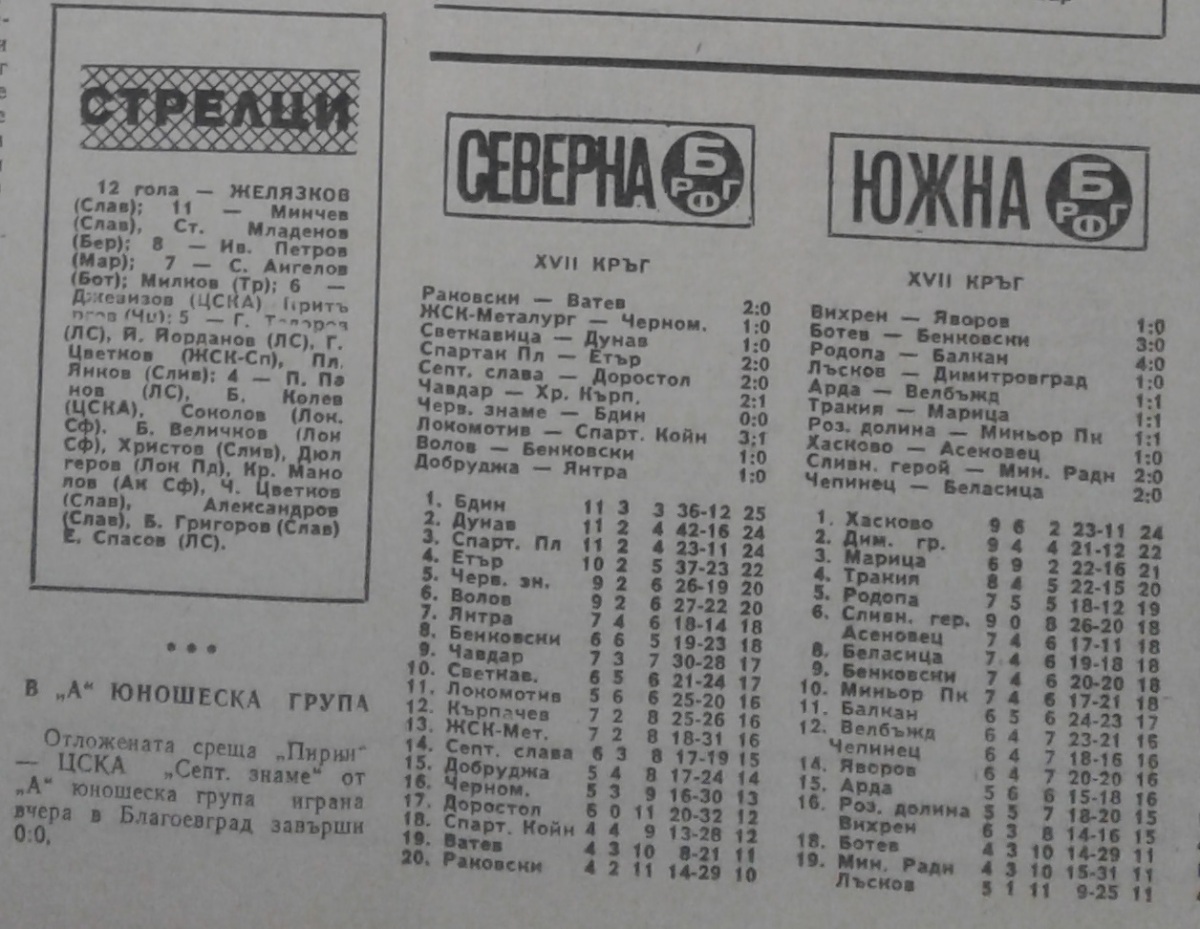 СТРЕЛЦИ
12 гола — ЖЕЛЯЗКОВ
(Слав); 11 — Минчев
(Слав), Ст. Младенов
(Бер); 8 — Ив. Петров
(Мар); 7 — С. Ангелов
(Бот); Милков (Тр); 6 —
Джевизов (ЦСКА)
5 — Г.
(ЛС), Й. Йорданов (ЛС), Г.
Цветков (ЖСК-Сп), Пл.
Янков (Слив); 4 — П. Па
нов (ЛС), Б. Колев
(ЦСКА), Соколов (Лон.
Сф). Б. Величков (Лон
Сф), Христов (Слив), Дюл
геров (Лон Пд), Кр. Мано
лов (Ак Сф), Ч. Цветков
(Слав), Александров
(Слав), Б. Григоров (Слав)
Е. Спасов (ЛС).
• • •
В „А“ ЮНОШЕСКА ГРУПА
Отложената среща „Пирин“
— ЦСКА „Септ. знаме“ от
„А“ юношеска група играна
вчера в Благоевград завърши
0:0,
СЕВЕРНА Б РФГ
XVII КРЪГ
Раковски — Ватев 2:0
ЖСК-Металург — Черном. 1:0
Светкавица — Дунав 1:0
Спартак Пл — Етър 2:0
Септ. слава — Доростол 2:0
Чавдар — Хр. Кърп. 2:1
Черв. знаме — Бдин 0:0
Локомотив — Спарт. Койн 3:1
Волов — Бенковски 1:0
Добруджа — Янтра 1:0
1. Бдин 11 3 3 36-12 25
2. Дунав 11 2 4 42-16 24
3. Спарт. Пл 11 2 4 23-11 24
4. Етър 10 2 5 37-23 22
5. Черв. зн. 9 2 6 26-19 20
6. Волов 9 2 6 27-22 20
7. Янтра 7 4 6 18-14 18
8. Бенковски 6 6 5 19-23 18
9. Чавдар 7 3 7 30-28 17
10. Светкав. 6 5 6 21-24 17
11. Локомотив 5 6 6 25-20 16
12. Кърпачев 7 2 8 25-26 16
13. ЖСК-Мет. 7 2 8 18-31 16
14. Септ. слава 6 3 8 17-19 15
15. Добруджа 5 4 8 17-24 14
16. Черном. 5 3 9 16-30 13
17. Доростол 6 0 11 20-32 12
18. Спарт. Койн 4 4 9 13-28 12
19. Ватев 4 3 10 8-21 11
20. Раковски 4 2 11 14-29 10
ЮЖНА Б РФГ
XVII КРЪГ
Вихрен — Яворов 1:0
Ботев — Бенковски 3:0
Родопа — Балкан 4:0
Лъсков — Димитровград 1:0
Арда — Велбъжд 1:1
Тракия — Марица 1:1
Роз. долина — Миньор Пк 1:1
Хасково — Асеновец 1:0
Сливн. герой — Мин. Радн 2:0
Чепинец — Беласица 2:0
1. Хасково 9 6 2 23-11 24
2. Дим. гр. 9 4 4 21-12 22
3. Марица 6 9 2 22-16 21
4. Тракия 8 4 5 22-15 20
5. Родопа 7 5 5 18-12 19
6. Сливн. гер. 9 0 8 26-20 18
Асеновец 7 4 6 17-11 18
8. Беласица 7 4 6 19-18 18
9. Бенковски 7 4 6 20-20 18
10. Миньор Пк 7 4 6 17-21 18
11. Балкан 6 5 6 24-23 17
12. Велбъжд 6 4 7 23-21 16
Чепинец 6 4 7 18-16 16
14. Яворов 6 4 7 20-20 16
15. Арда 5 6 6 15-18 16
16. Роз. долина 5 5 7 18-20 15
Вихрен 6 3 8 14-16 15
18. Ботев 4 3 10 14-29 11
19. Мин. Радн 4 3 10 15-31 11
Лъсков 5 1 11 9-25 11